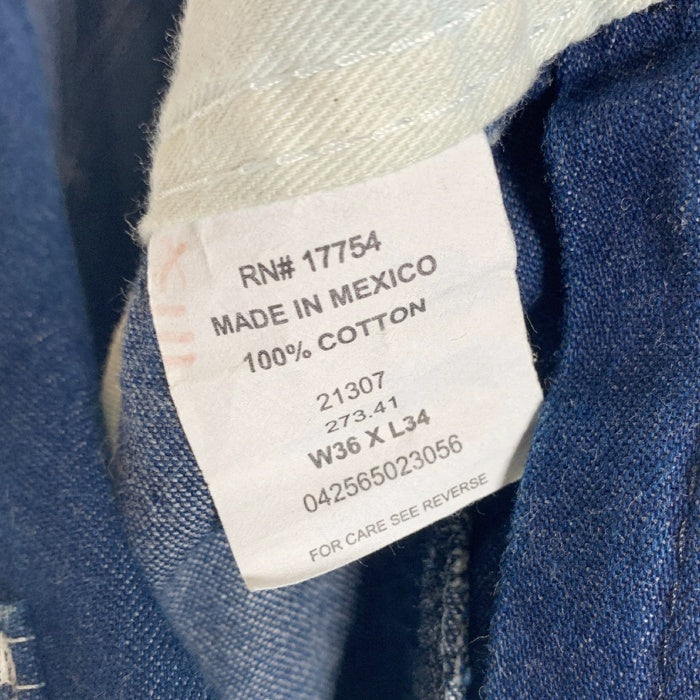 RN# 17754
MADE IN MEXICO
100% COTTON
21307
273.41
W36 X L34
042565023056
FOR CARE SEE REVERSE